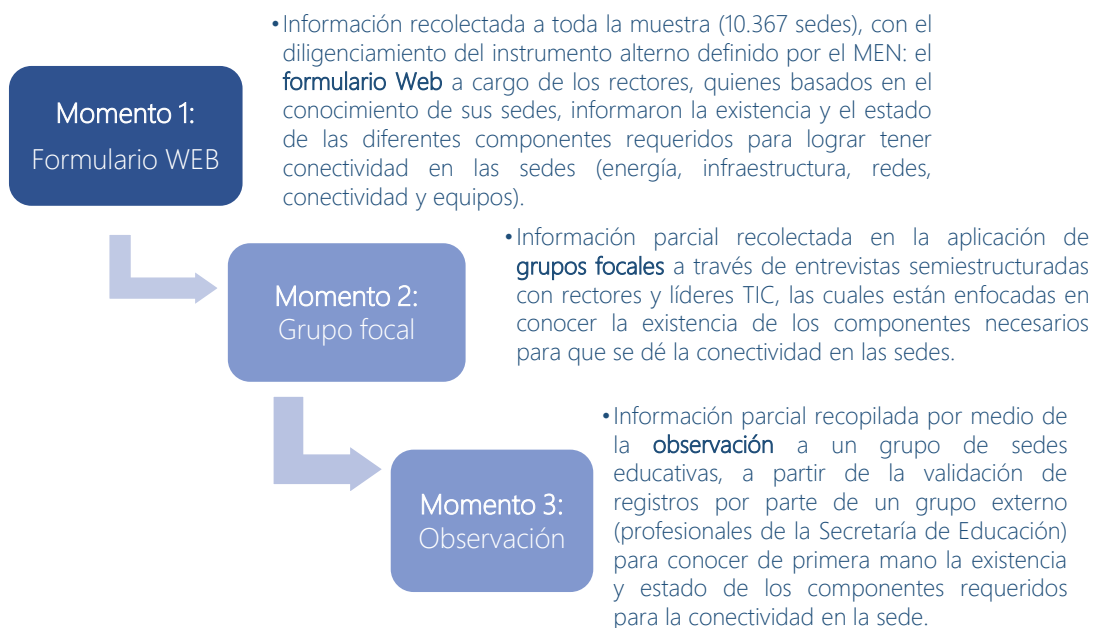 Momento 1:
Formulario WEB
•Información recolectada a toda la muestra (10.367 sedes), con el
diligenciamiento del instrumento alterno definido por el MEN: el
formulario Web a cargo de los rectores, quienes basados en el
conocimiento de sus sedes, informaron la existencia y el estado
de las diferentes componentes requeridos para lograr tener
conectividad en las sedes (energía, infraestructura, redes,
conectividad y equipos).
Momento 2:
Grupo focal
•Información parcial recolectada en la aplicación de
grupos focales a través de entrevistas semiestructuradas
con rectores y líderes TIC, las cuales están enfocadas en
conocer la existencia de los componentes necesarios
para que se dé la conectividad en las sedes.
Momento 3:
Observación
•Información parcial recopilada por medio de
la observación a un grupo de sedes
educativas, a partir de la validación de
registros por parte de un grupo externo
(profesionales de la Secretaría de Educación)
para conocer de primera mano la existencia
y estado de los componentes requeridos
para la conectividad en la sede.